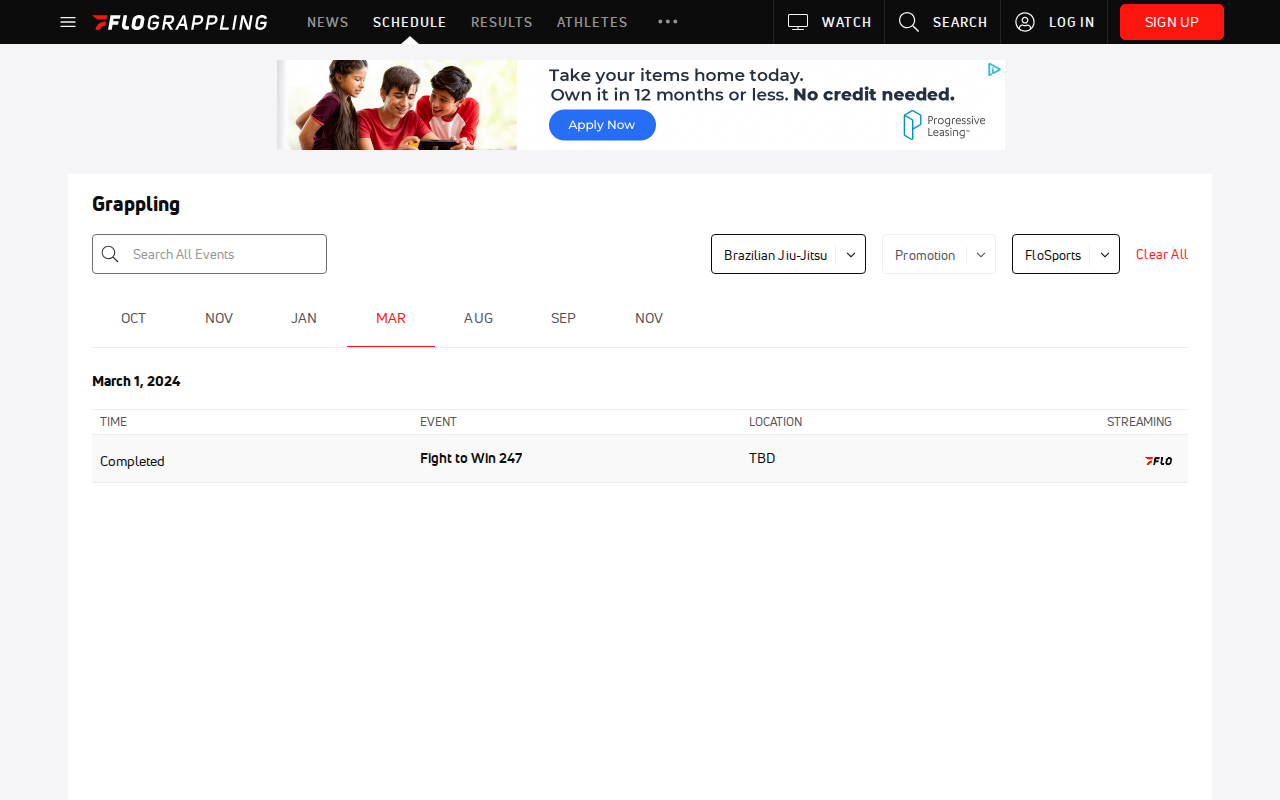 FLOGRAPPLING NEWS SCHEDULE RESULTS ATHLETES ••• WATCH SEARCH LOG IN SIGN UP
Take your items home today.
Own it in 12 months or less. No credit needed.
Apply Now
Progressive
Leasing
Grappling
Search All Events Brazilian Jiu-Jitsu Promotion FloSports Clear All
OCT NOV JAN MAR AUG SEP NOV
March 1, 2024
TIME EVENT LOCATION STREAMING
Completed Fight to Win 247 TBD FLO